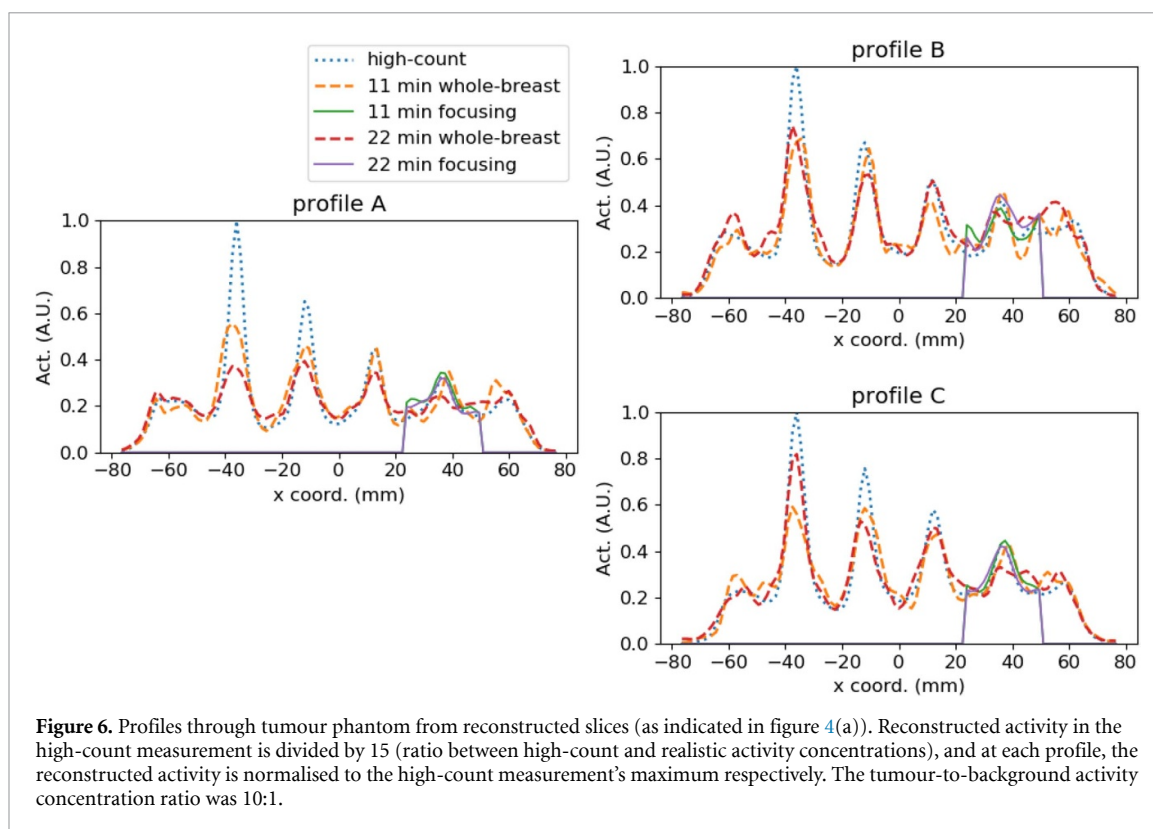 high-count
11 min whole-breast
11 min focusing
22 min whole-breast
22 min focusing
profile A
1.0
0.8
0.6
0.4
0.2
0.0
Act. (A.U.)
−80 −60 −40 −20 0 20 40 60 80
x coord. (mm)
profile B
1.0
0.8
0.6
0.4
0.2
0.0
Act. (A.U.)
−80 −60 −40 −20 0 20 40 60 80
x coord. (mm)
profile C
1.0
0.8
0.6
0.4
0.2
0.0
Act. (A.U.)
−80 −60 −40 −20 0 20 40 60 80
x coord. (mm)
Figure 6. Profiles through tumour phantom from reconstructed slices (as indicated in figure 4(a)). Reconstructed activity in the
high-count measurement is divided by 15 (ratio between high-count and realistic activity concentrations), and at each profile, the
reconstructed activity is normalised to the high-count measurement's maximum respectively. The tumour-to-background activity
concentration ratio was 10:1.